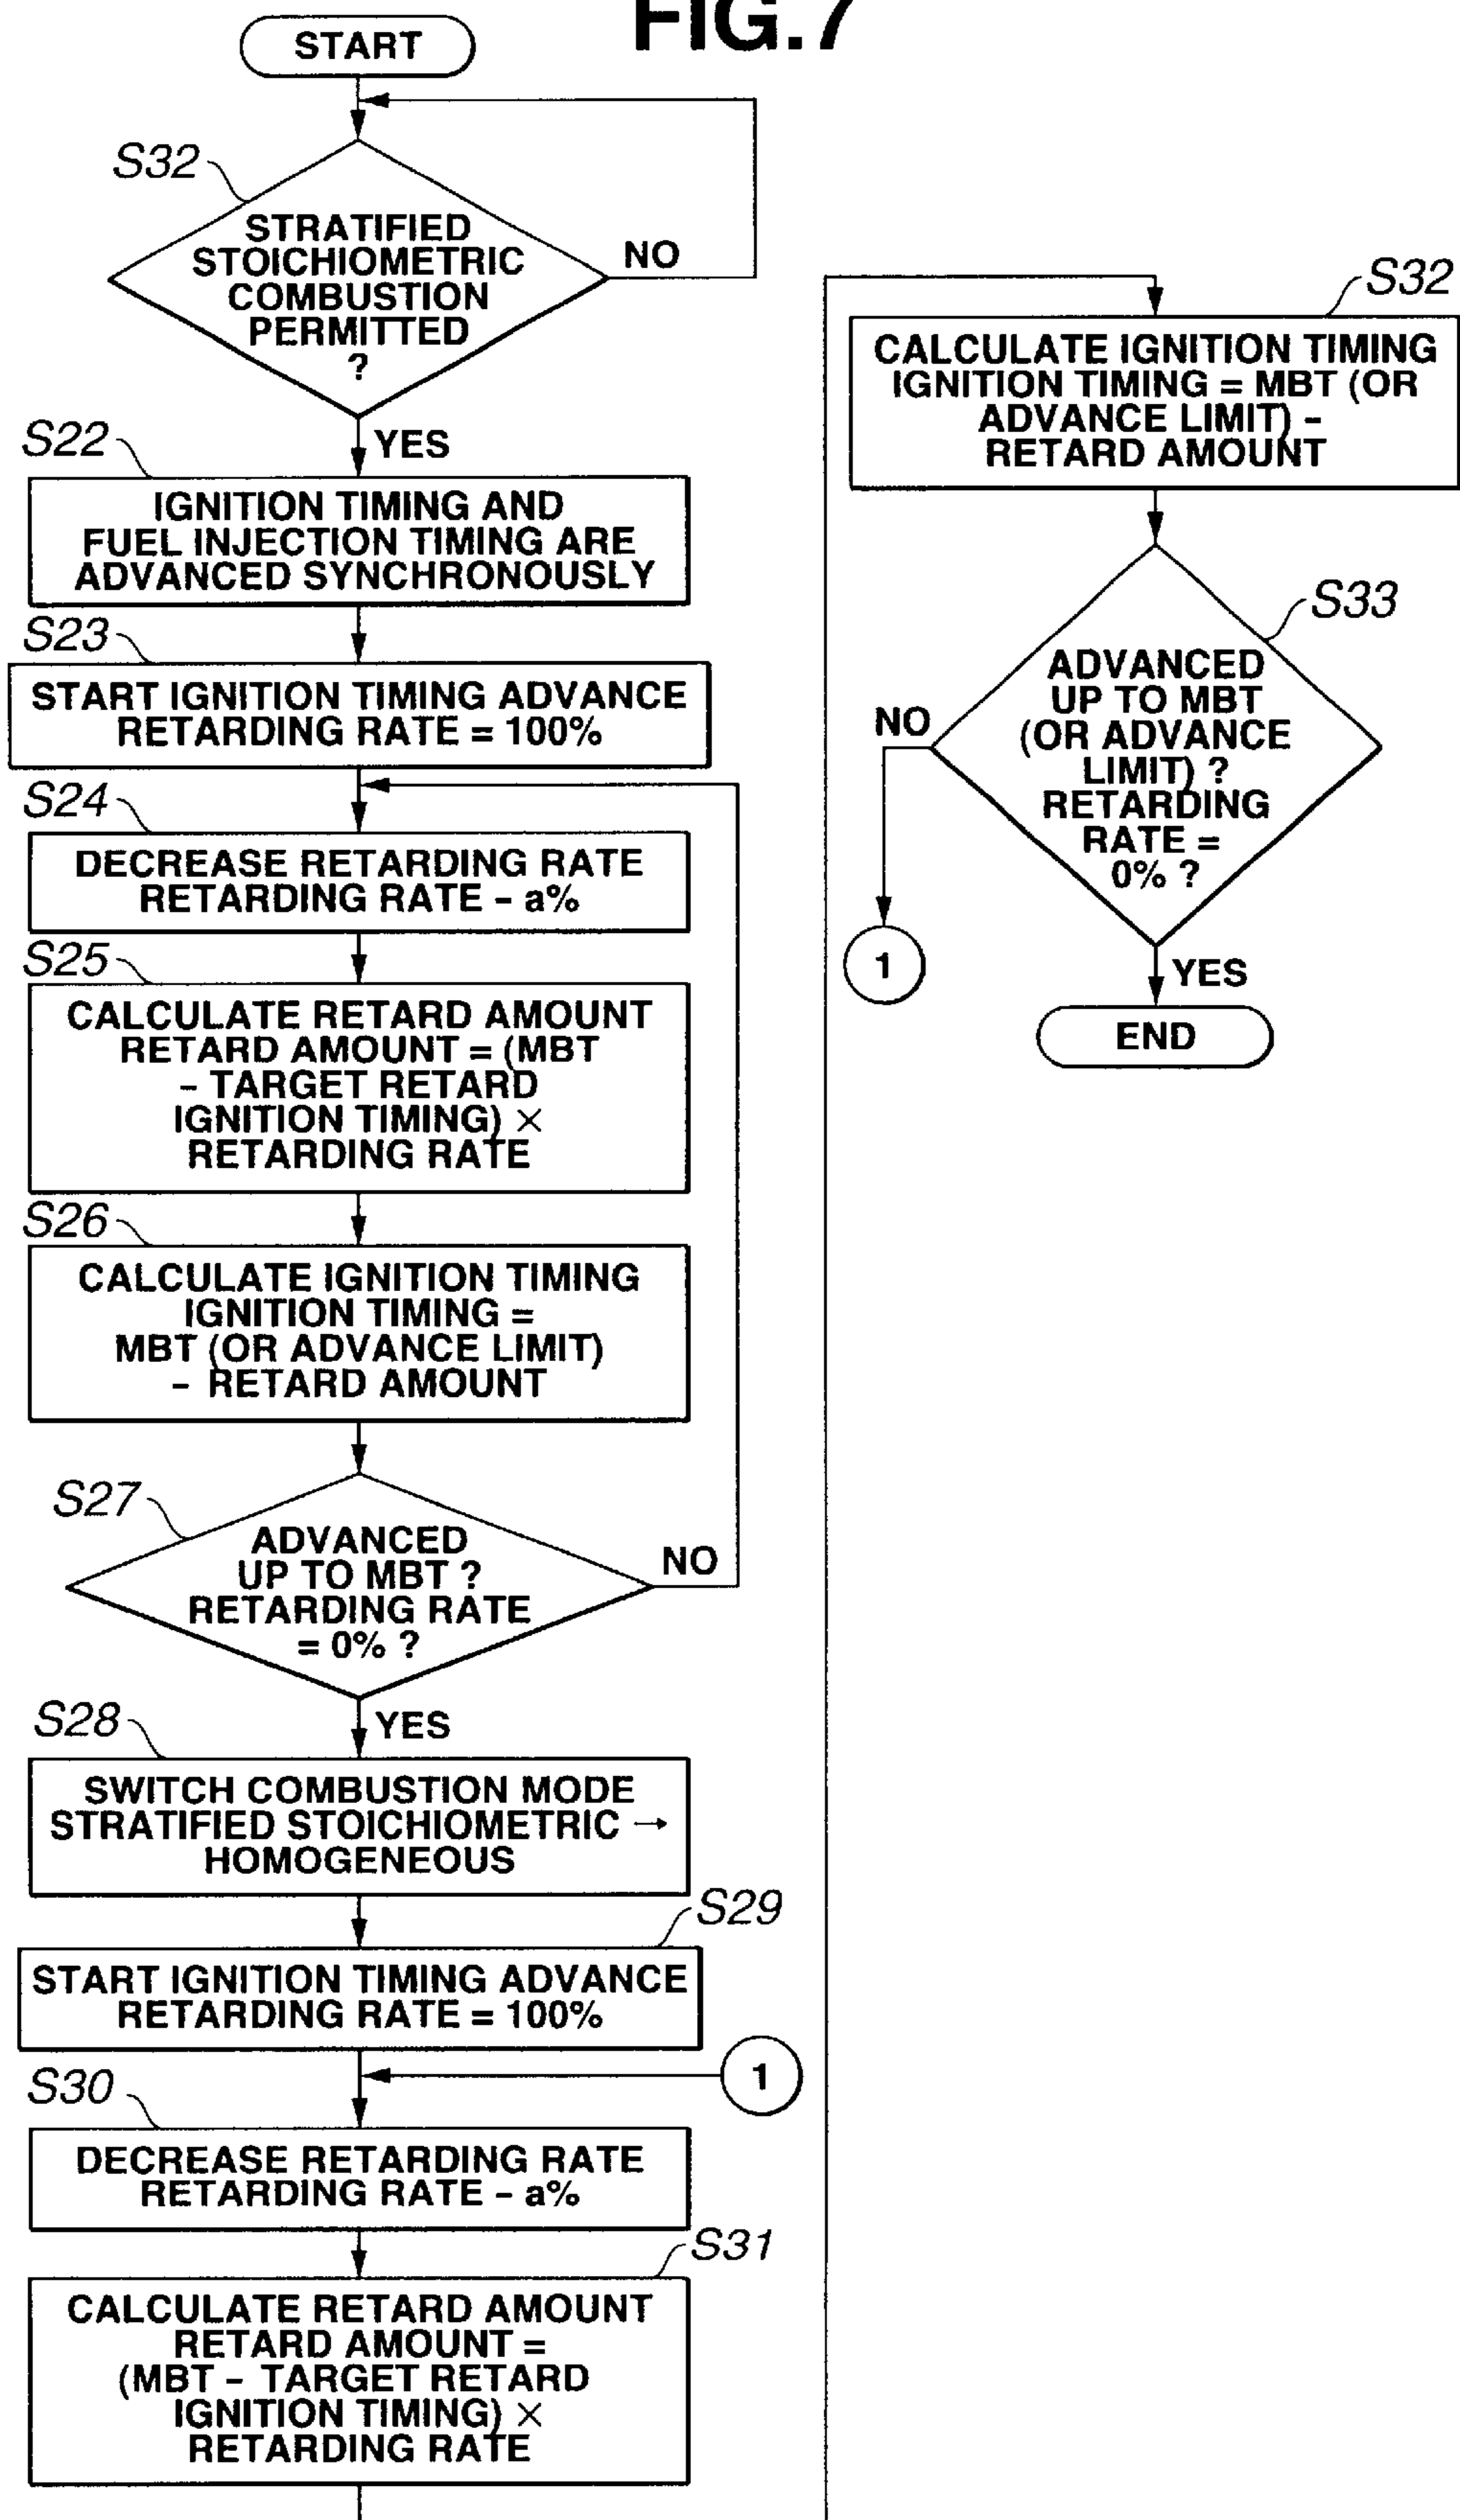 FIG.7
START
S32
STRATIFIED
STOICHIOMETRIC
COMBUSTION
PERMITTED
?
NO
YES
S22
IGNITION TIMING AND
FUEL INJECTION TIMING ARE
ADVANCED SYNCHRONOUSLY
S23
START IGNITION TIMING ADVANCE
RETARDING RATE = 100%
S24
DECREASE RETARDING RATE
RETARDING RATE - a%
S25
CALCULATE RETARD AMOUNT
RETARD AMOUNT = (MBT
- TARGET RETARD
IGNITION TIMING) ×
RETARDING RATE
S26
CALCULATE IGNITION TIMING
IGNITION TIMING =
MBT (OR ADVANCE LIMIT)
- RETARD AMOUNT
S27
ADVANCED
UP TO MBT ?
RETARDING RATE
= 0% ?
NO
YES
S28
SWITCH COMBUSTION MODE
STRATIFIED STOICHIOMETRIC →
HOMOGENEOUS
S29
START IGNITION TIMING ADVANCE
RETARDING RATE = 100%
1
S30
DECREASE RETARDING RATE
RETARDING RATE - a%
S31
CALCULATE RETARD AMOUNT
RETARD AMOUNT =
(MBT - TARGET RETARD
IGNITION TIMING) ×
RETARDING RATE
S32
CALCULATE IGNITION TIMING
IGNITION TIMING = MBT (OR
ADVANCE LIMIT) -
RETARD AMOUNT
S33
ADVANCED
UP TO MBT
(OR ADVANCE
LIMIT) ?
RETARDING
RATE =
0% ?
NO
1
YES
END